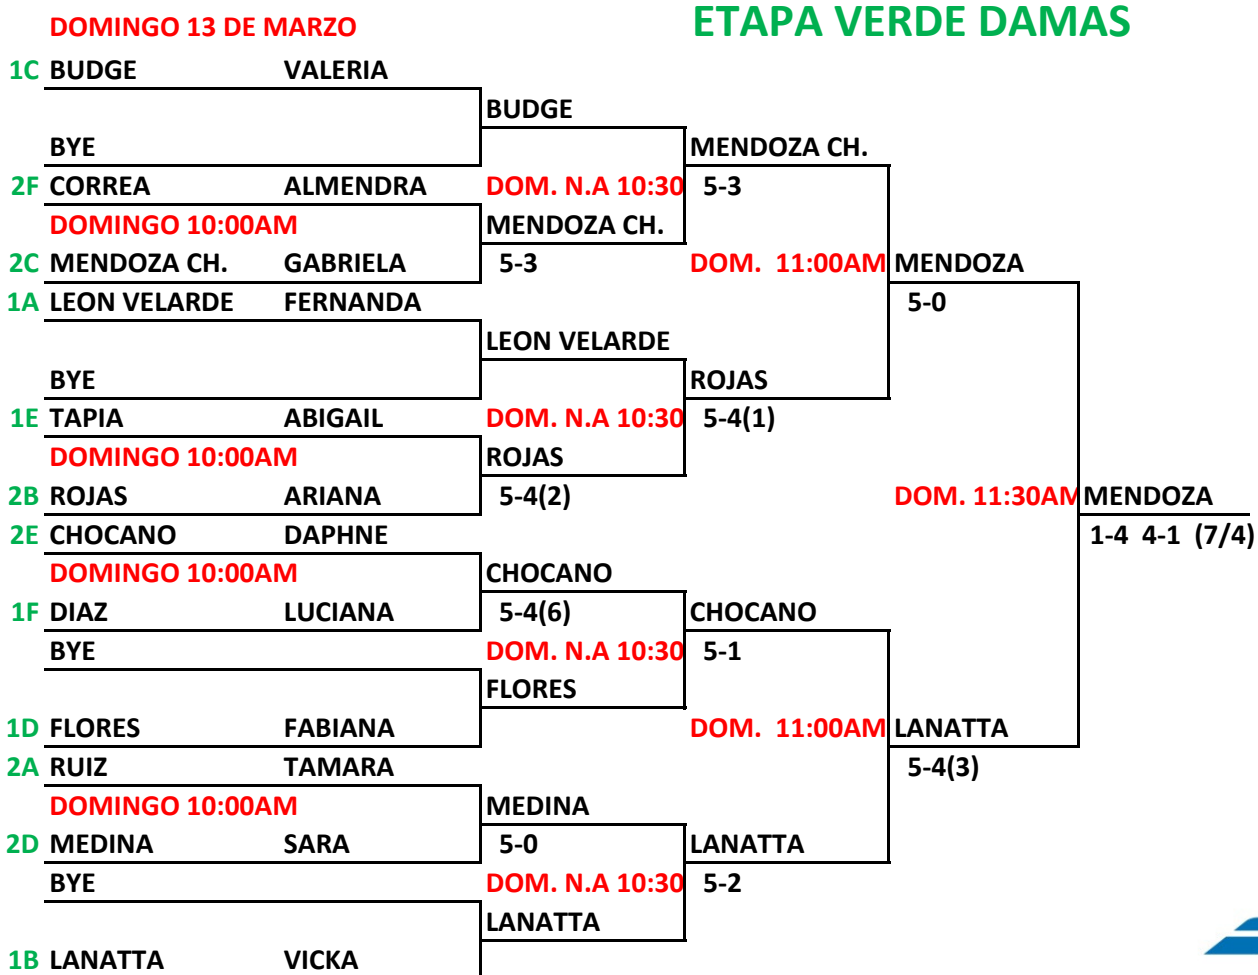 DOMINGO 13 DE MARZO ETAPA VERDE DAMAS
1C BUDGE VALERIA
BUDGE
BYE MENDOZA CH.
2F CORREA ALMENDRA DOM. N.A 10:30 5-3
DOMINGO 10:00AM MENDOZA CH.
2C MENDOZA CH. GABRIELA 5-3 DOM. 11:00AM MENDOZA
1A LEON VELARDE FERNANDA 5-0
LEON VELARDE
BYE ROJAS
1E TAPIA ABIGAIL DOM. N.A 10:30 5-4(1)
DOMINGO 10:00AM ROJAS
2B ROJAS ARIANA 5-4(2) DOM. 11:30AM MENDOZA
2E CHOCANO DAPHNE 1-4 4-1 (7/4)
DOMINGO 10:00AM CHOCANO
1F DIAZ LUCIANA 5-4(6) CHOCANO
BYE DOM. N.A 10:30 5-1
FLORES
1D FLORES FABIANA DOM. 11:00AM LANATTA
2A RUIZ TAMARA 5-4(3)
DOMINGO 10:00AM MEDINA
2D MEDINA SARA 5-0 LANATTA
BYE DOM. N.A 10:30 5-2
LANATTA
1B LANATTA VICKA